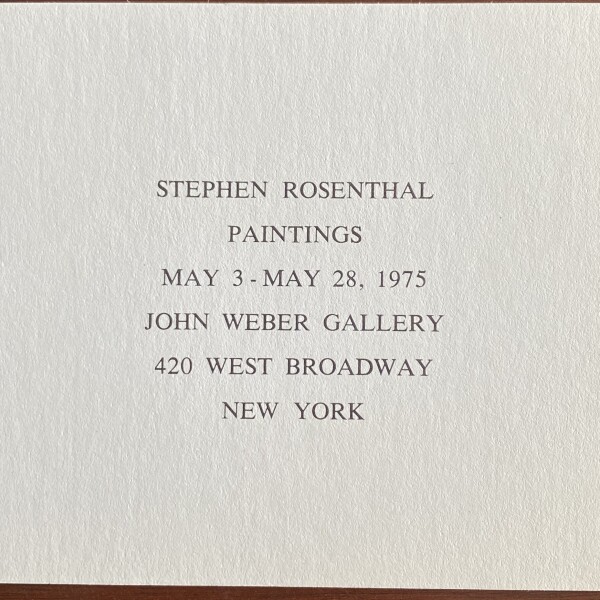 STEPHEN ROSENTHAL
PAINTINGS
MAY 3 - MAY 28, 1975
JOHN WEBER GALLERY
420 WEST BROADWAY
NEW YORK